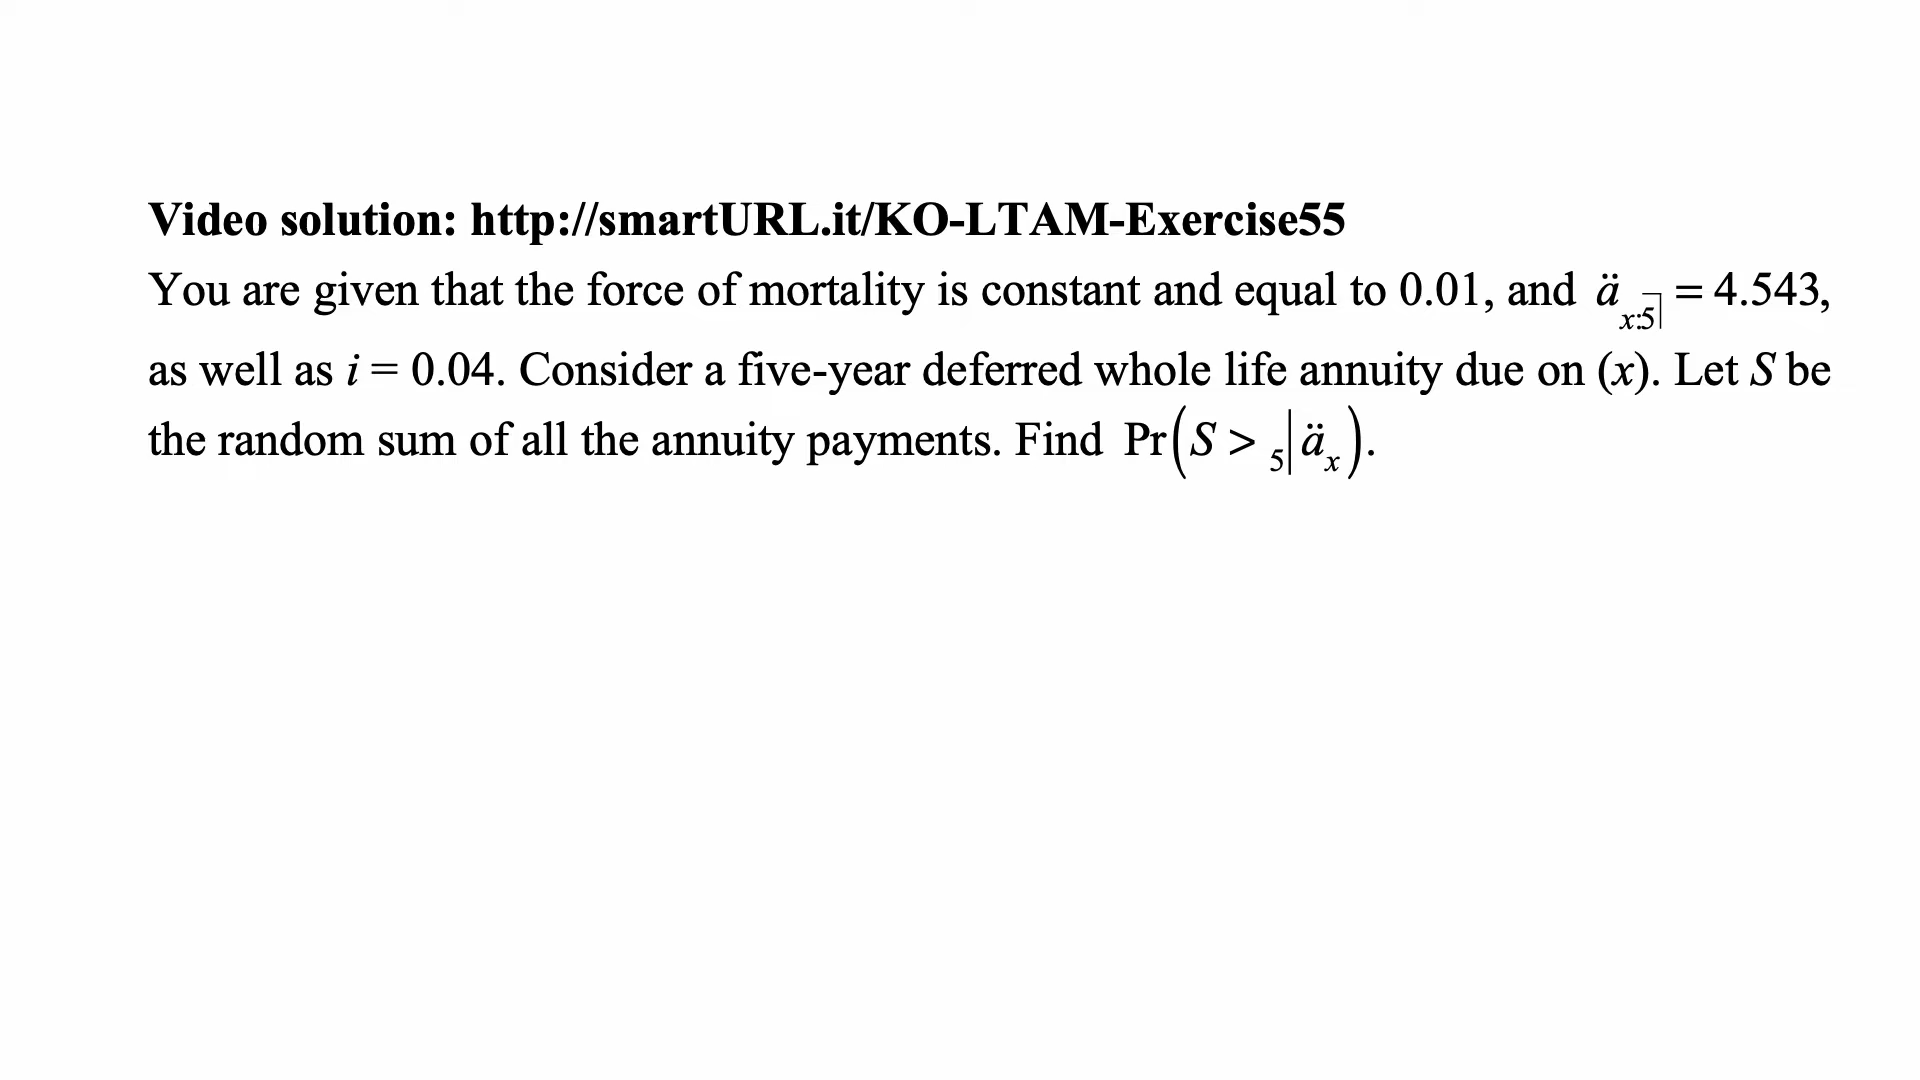 Video solution: http://smartURL.it/KO-LTAM-Exercise55
You are given that the force of mortality is constant and equal to 0.01, and ä_{x:5̅|} = 4.543,
as well as i = 0.04. Consider a five-year deferred whole life annuity due on (x). Let S be
the random sum of all the annuity payments. Find Pr(S > ₅|äₓ).